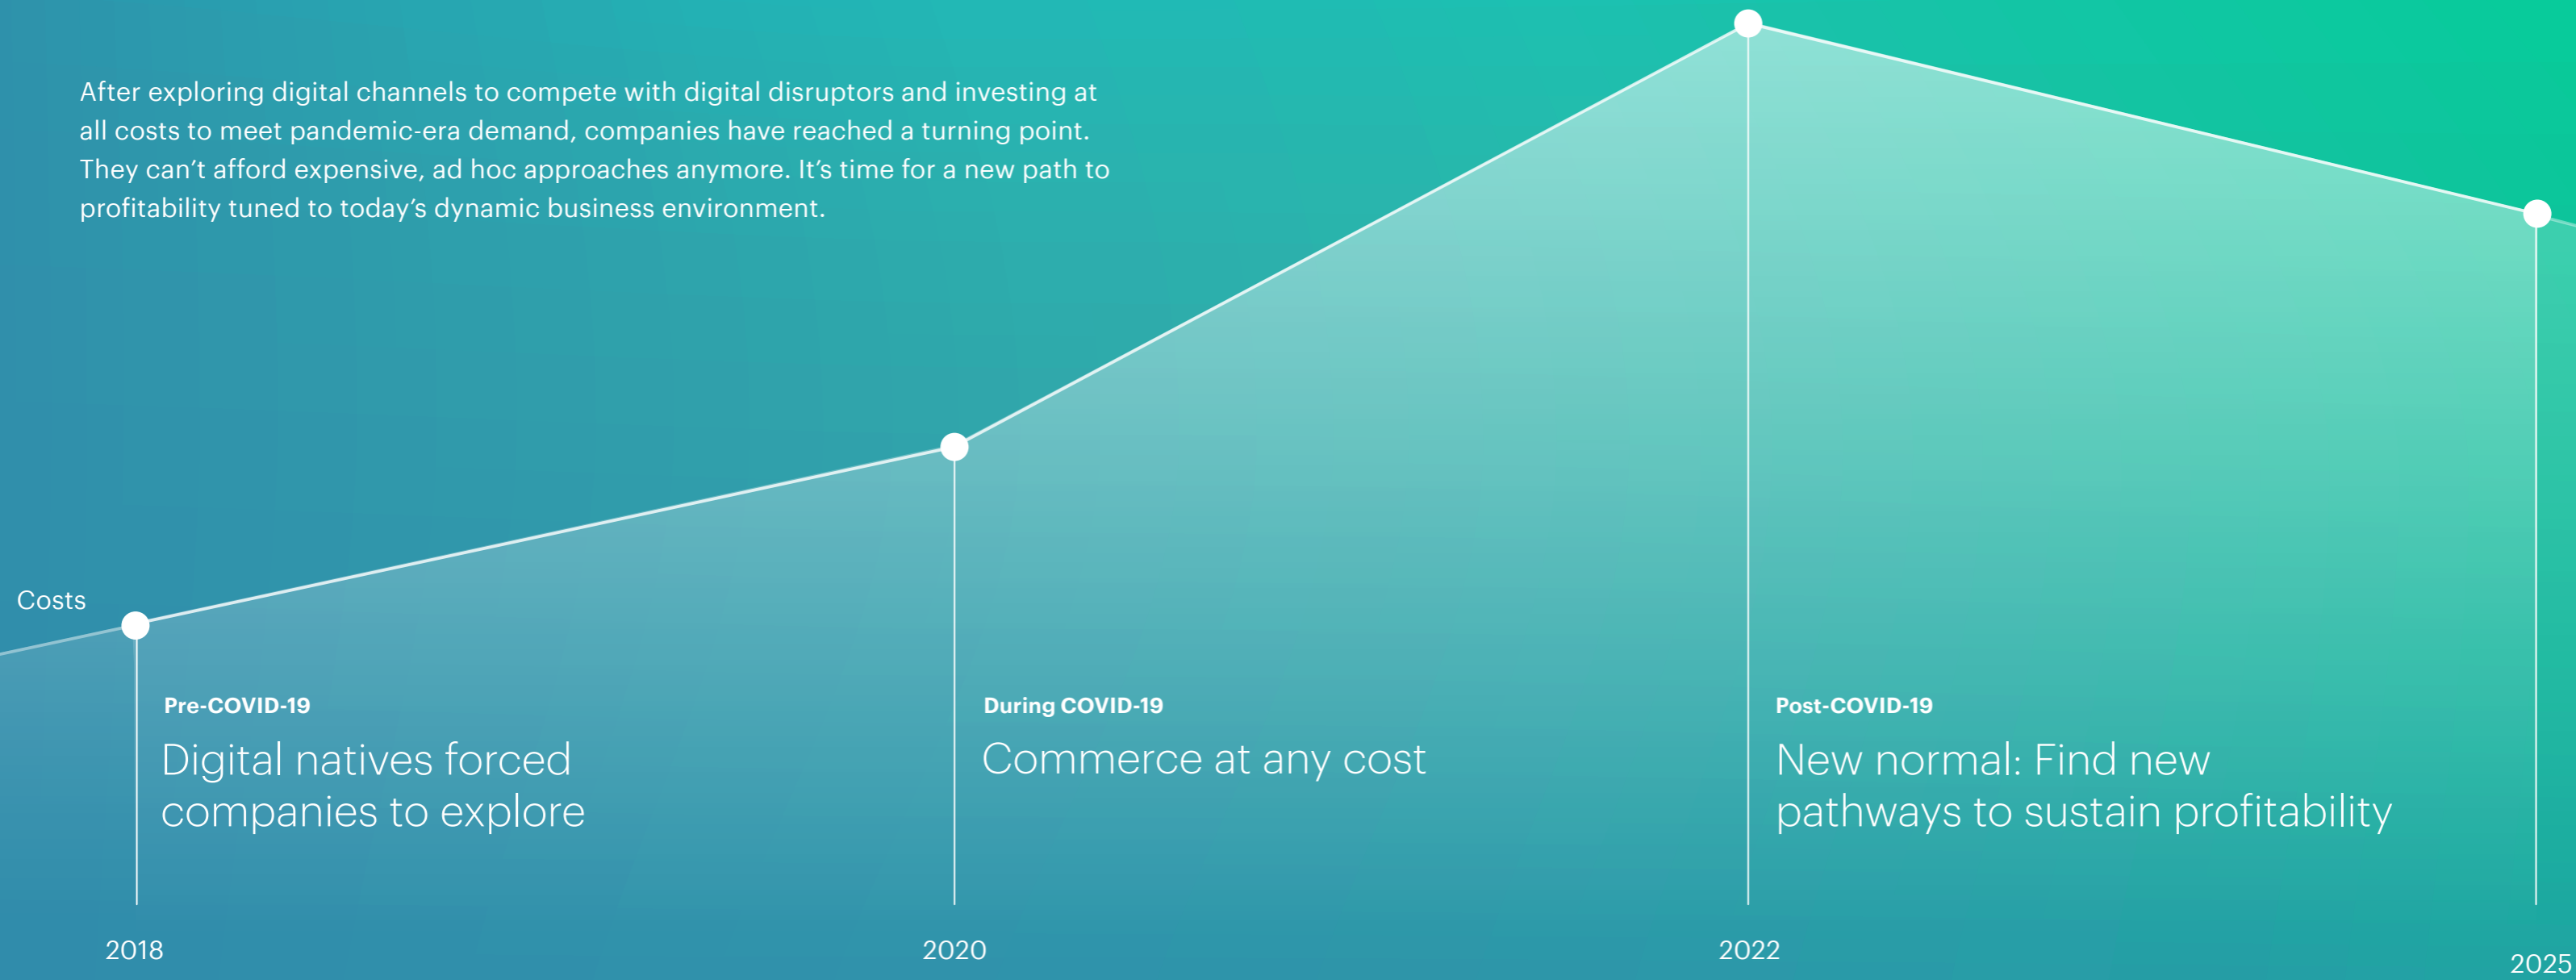 After exploring digital channels to compete with digital disruptors and investing at
all costs to meet pandemic-era demand, companies have reached a turning point.
They can’t afford expensive, ad hoc approaches anymore. It’s time for a new path to
profitability tuned to today’s dynamic business environment.
Costs
Pre-COVID-19
Digital natives forced
companies to explore
During COVID-19
Commerce at any cost
Post-COVID-19
New normal: Find new
pathways to sustain profitability
2018
2020
2022
2025